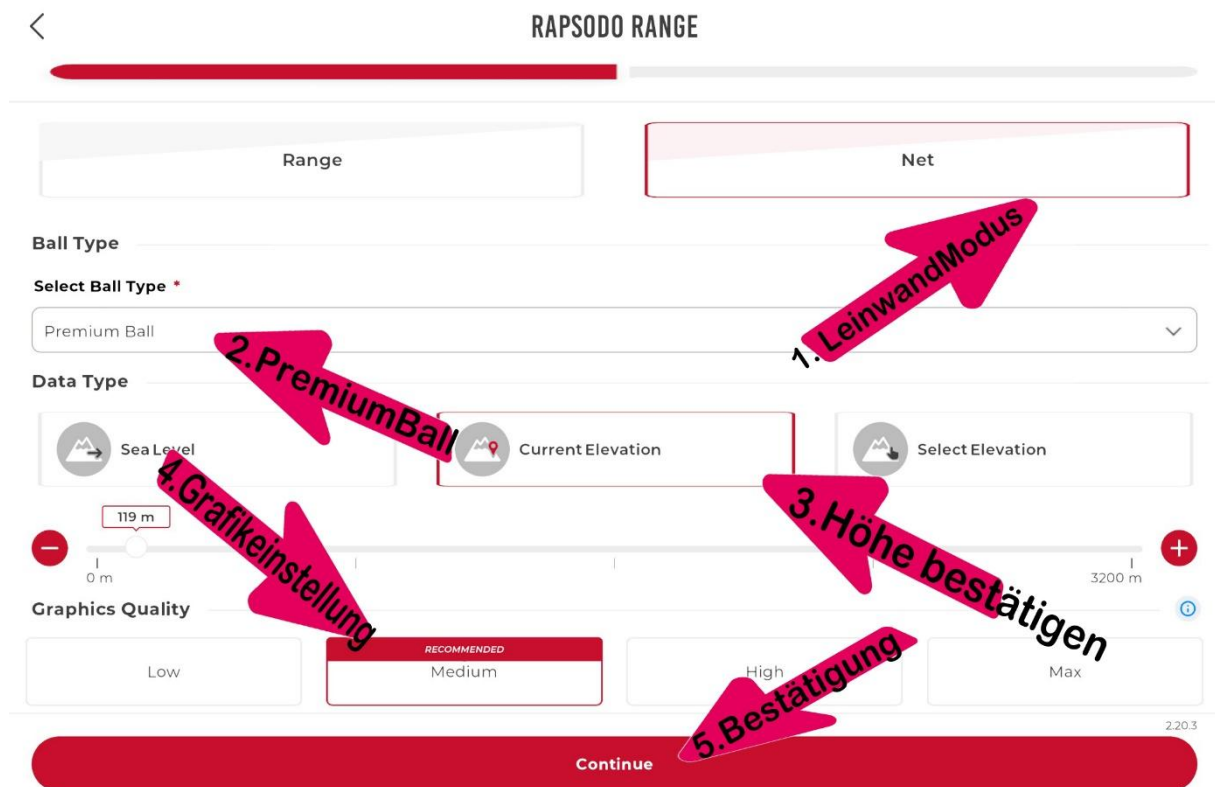 RAPSODO RANGE
Range
Net
1. LeinwandModus
Ball Type
Select Ball Type *
Premium Ball
2.PremiumBall
Data Type
Sea Level
Current Elevation
Select Elevation
3.Höhe bestätigen
4.Grafikeinstellung
119 m
0 m
3200 m
Graphics Quality
RECOMMENDED
Low
Medium
High
Max
5.Bestätigung
2.20.3
Continue